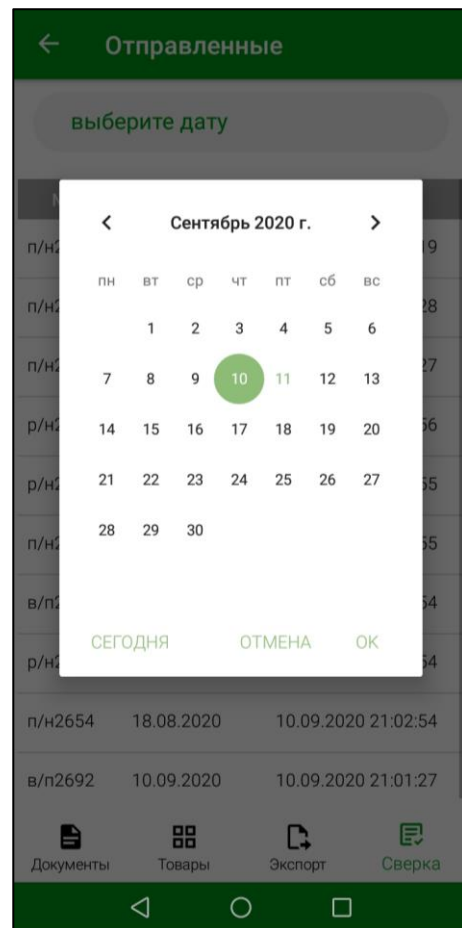 Отправленные
выберите дату
Сентябрь 2020 г.
пн вт ср чт пт сб вс
1 2 3 4 5 6
7 8 9 10 11 12 13
14 15 16 17 18 19 20
21 22 23 24 25 26 27
28 29 30
СЕГОДНЯ ОТМЕНА ОК
п/н2654 18.08.2020 10.09.2020 21:02:54
в/п2692 10.09.2020 10.09.2020 21:01:27
Документы Товары Экспорт Сверка